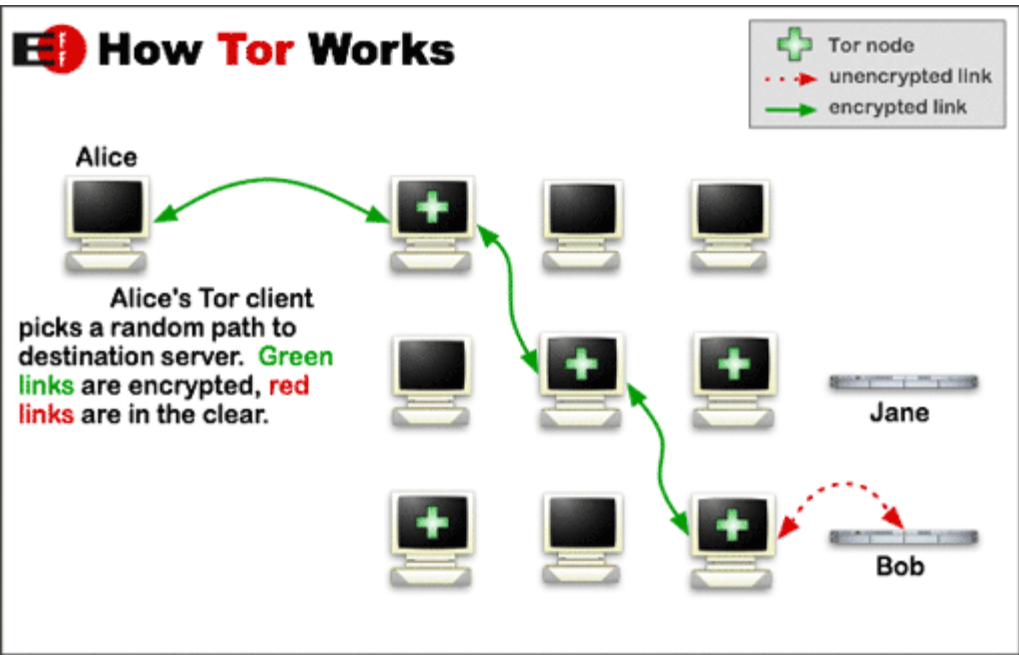 EFF How Tor Works
Tor node
unencrypted link
encrypted link
Alice
Alice's Tor client
picks a random path to
destination server. Green
links are encrypted, red
links are in the clear.
Jane
Bob